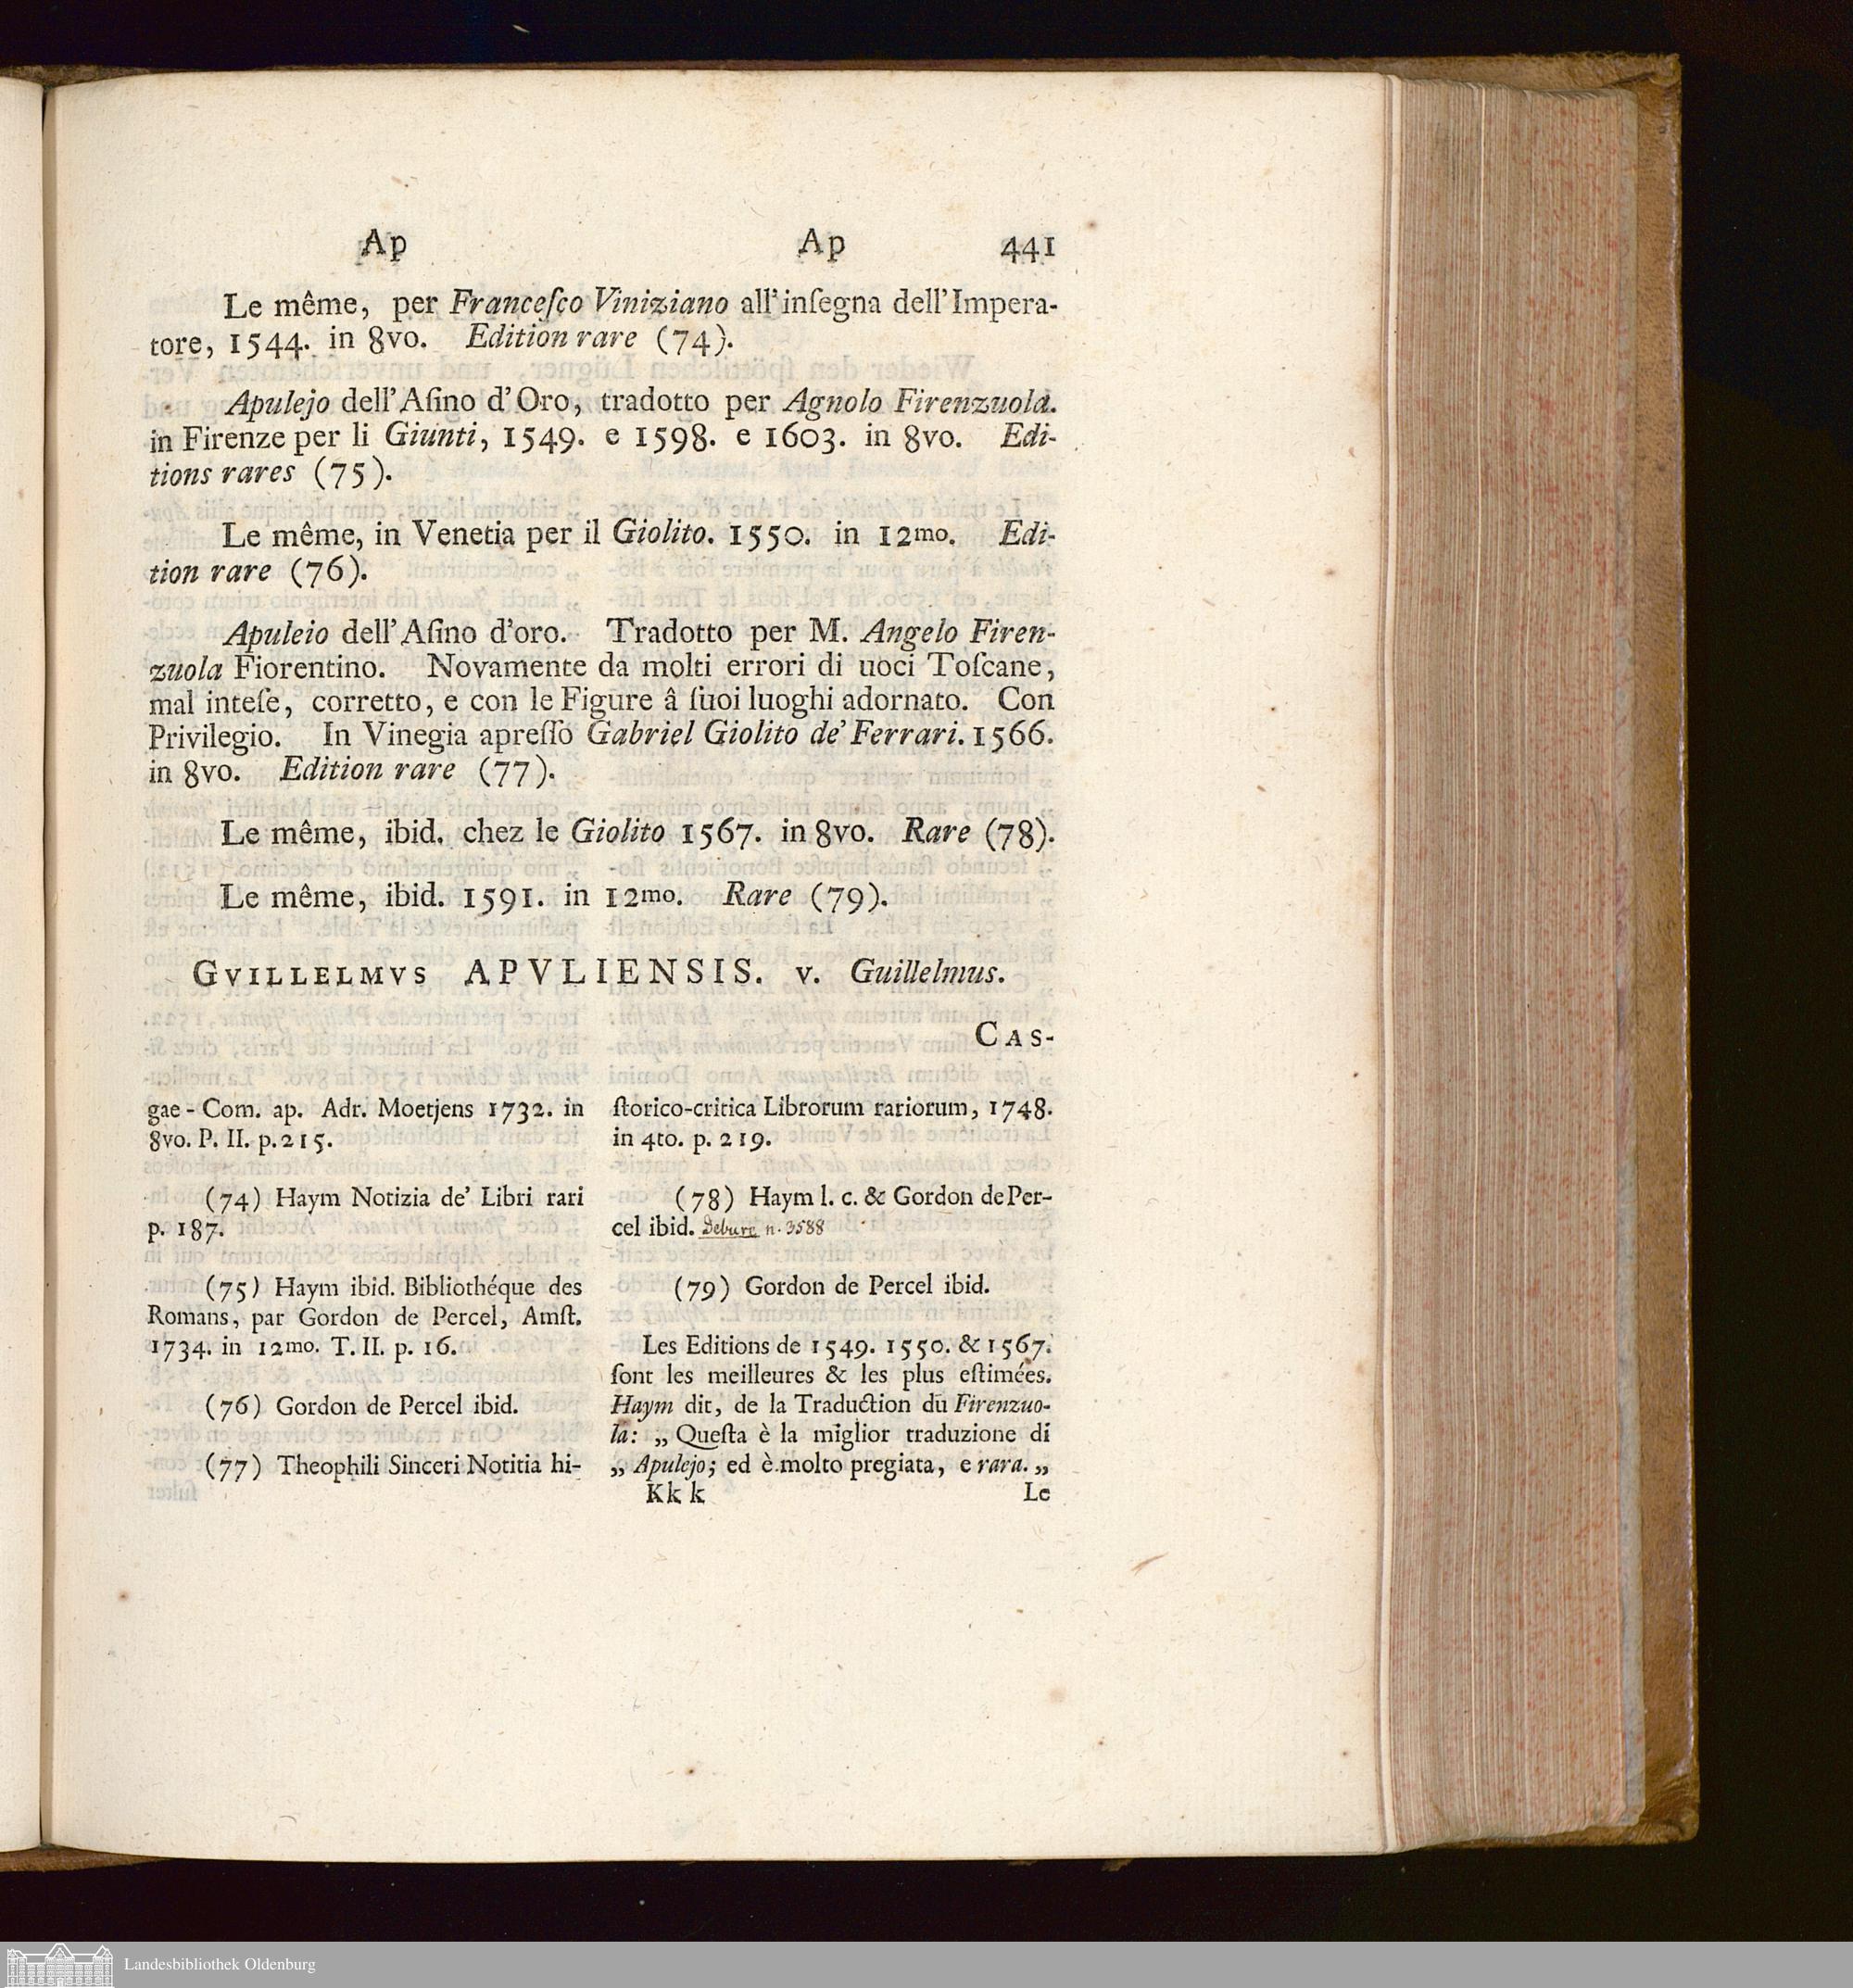 Ap Ap 441
Le même, per Franceſco Viniziano all'inſegna dell'Impera-
tore, 1544. in 8vo. Edition rare (74).
Apulejo dell'Aſino d'Oro, tradotto per Agnolo Firenzuola.
in Firenze per li Giunti, 1549. e 1598. e 1603. in 8vo. Edi-
tions rares (75).
Le même, in Venetia per il Giolito. 1550. in 12mo. Edi-
tion rare (76).
Apuleio dell'Aſino d'oro. Tradotto per M. Angelo Firen-
zuola Fiorentino. Novamente da molti errori di uoci Toſcane,
mal inteſe, corretto, e con le Figure â ſuoi luoghi adornato. Con
Privilegio. In Vinegia apreſſo Gabriel Giolito de' Ferrari. 1566.
in 8vo. Edition rare (77).
Le même, ibid. chez le Giolito 1567. in 8vo. Rare (78).
Le même, ibid. 1591. in 12mo. Rare (79).
GVILLELMVS APVLIENSIS. v. Guillelmus.
CAS-
gae-Com. ap. Adr. Moetjens 1732. in
8vo. P. II. p. 215.
(74) Haym Notizia de' Libri rari
p. 187.
(75) Haym ibid. Bibliothéque des
Romans, par Gordon de Percel, Amſt.
1734. in 12mo. T. II. p. 16.
(76) Gordon de Percel ibid.
(77) Theophili Sinceri Notitia hi-
ſtorico-critica Librorum rariorum, 1748.
in 4to. p. 219.
(78) Haym l. c. & Gordon de Per-
cel ibid. Debure n. 3588
(79) Gordon de Percel ibid.
Les Editions de 1549. 1550. & 1567.
ſont les meilleures & les plus eſtimées.
Haym dit, de la Traduction du Firenzuo-
la: „ Queſta è la miglior traduzione di
„ Apulejo; ed è molto pregiata, e rara. „
Kk k Le
Landesbibliothek Oldenburg